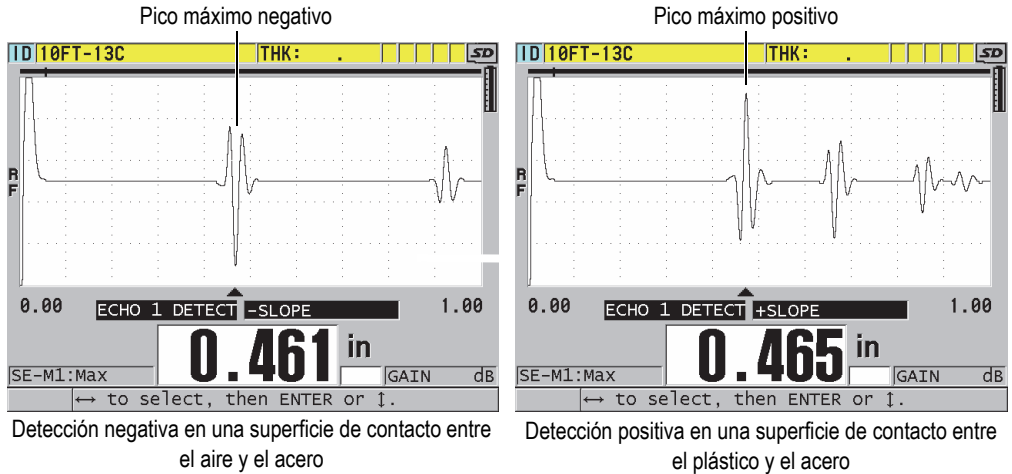 Pico máximo negativo
ID 10FT-13C THK: . SD
RF
0.00 ECHO 1 DETECT -SLOPE 1.00
0.461 in
SE-M1:Max GAIN dB
↔ to select, then ENTER or ↕.
Detección negativa en una superficie de contacto entre
el aire y el acero
Pico máximo positivo
ID 10FT-13C THK: . SD
RF
0.00 ECHO 1 DETECT +SLOPE 1.00
0.465 in
SE-M1:Max GAIN dB
↔ to select, then ENTER or ↕.
Detección positiva en una superficie de contacto entre
el plástico y el acero